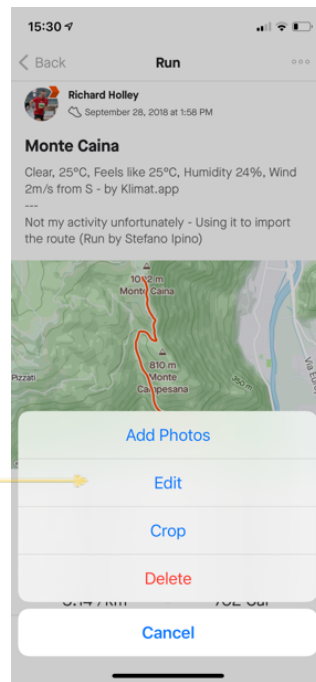 15:30
Back
Run
Richard Holley
September 28, 2018 at 1:58 PM
Monte Caina
Clear, 25°C, Feels like 25°C, Humidity 24%, Wind
2m/s from S - by Klimat.app
---
Not my activity unfortunately - Using it to import
the route (Run by Stefano Ipino)
Monte Caina
810 m
Monte
Campesana
Pizzati
350 m
Add Photos
Edit
Crop
Delete
Cancel